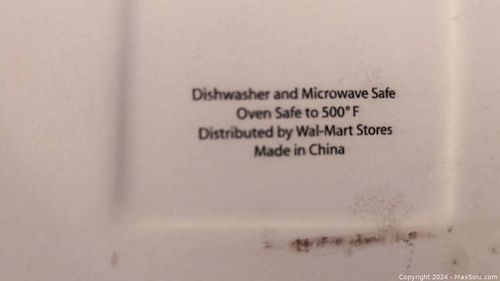 Dishwasher and Microwave Safe
Oven Safe to 500° F
Distributed by Wal-Mart Stores
Made in China
Copyright 2024 - MaxSold.com